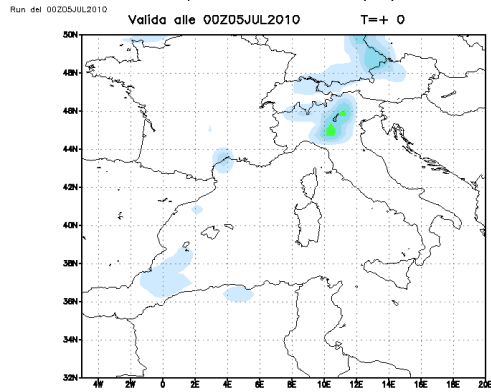 Run del 00Z05JUL2010
Valida alle 00Z05JUL2010 T=+ 0
50N
48N
46N
44N
42N
40N
38N
36N
34N
32N
4W 2W 0 2E 4E 6E 8E 10E 12E 14E 16E 18E 20E